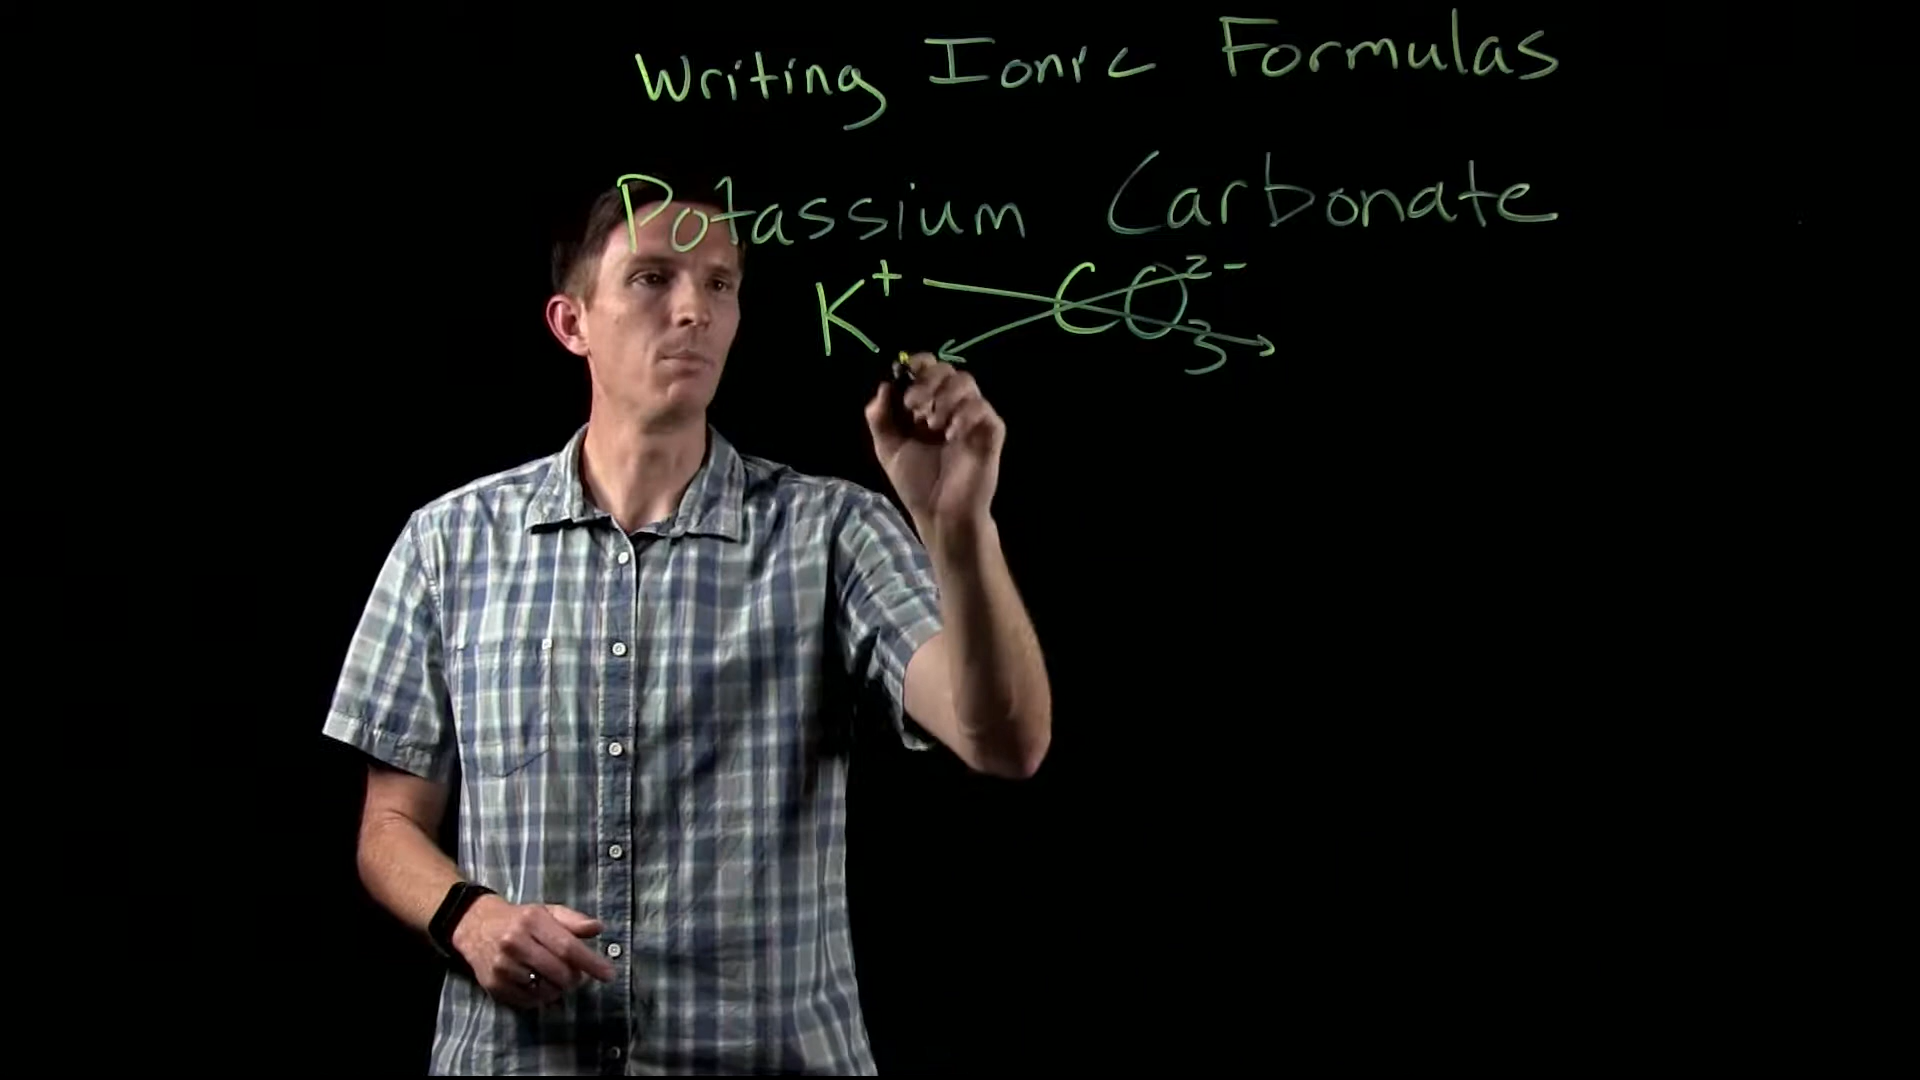 Writing Ionic Formulas
Potassium Carbonate
K⁺ CO₃²⁻